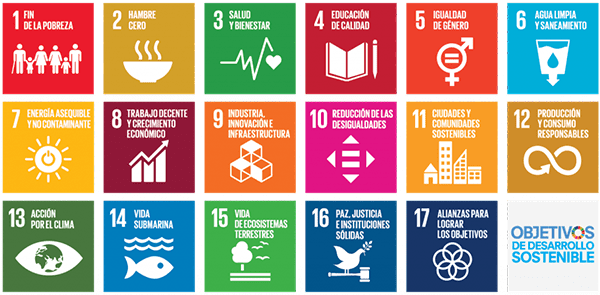 1 FIN
DE LA POBREZA
2 HAMBRE
CERO
3 SALUD
Y BIENESTAR
4 EDUCACIÓN
DE CALIDAD
5 IGUALDAD
DE GÉNERO
6 AGUA LIMPIA
Y SANEAMIENTO
7 ENERGÍA ASEQUIBLE
Y NO CONTAMINANTE
8 TRABAJO DECENTE
Y CRECIMIENTO
ECONÓMICO
9 INDUSTRIA,
INNOVACIÓN E
INFRAESTRUCTURA
10 REDUCCIÓN DE LAS
DESIGUALDADES
11 CIUDADES Y
COMUNIDADES
SOSTENIBLES
12 PRODUCCIÓN
Y CONSUMO
RESPONSABLES
13 ACCIÓN
POR EL CLIMA
14 VIDA
SUBMARINA
15 VIDA
DE ECOSISTEMAS
TERRESTRES
16 PAZ, JUSTICIA
E INSTITUCIONES
SÓLIDAS
17 ALIANZAS PARA
LOGRAR
LOS OBJETIVOS
OBJETIVOS
DE DESARROLLO
SOSTENIBLE